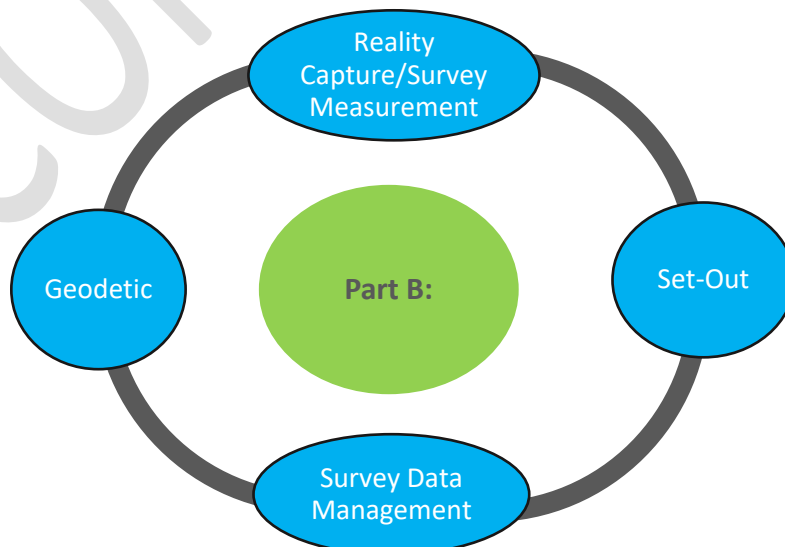 Reality
Capture/Survey
Measurement
Geodetic
Part B:
Set-Out
Survey Data
Management